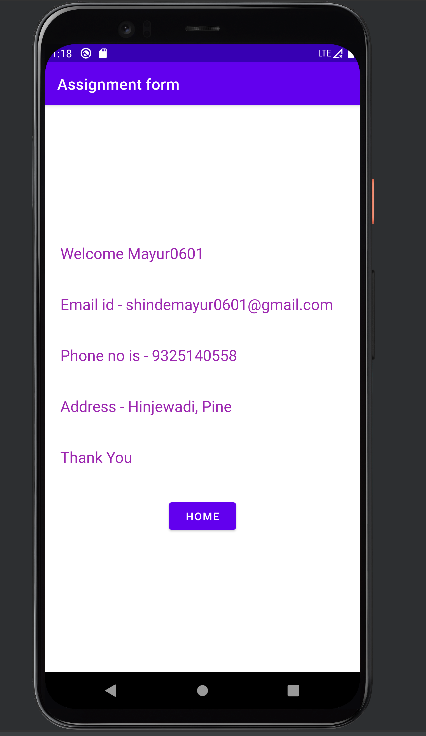 1:18 LTE
Assignment form
Welcome Mayur0601
Email id - shindemayur0601@gmail.com
Phone no is - 9325140558
Address - Hinjewadi, Pine
Thank You
HOME